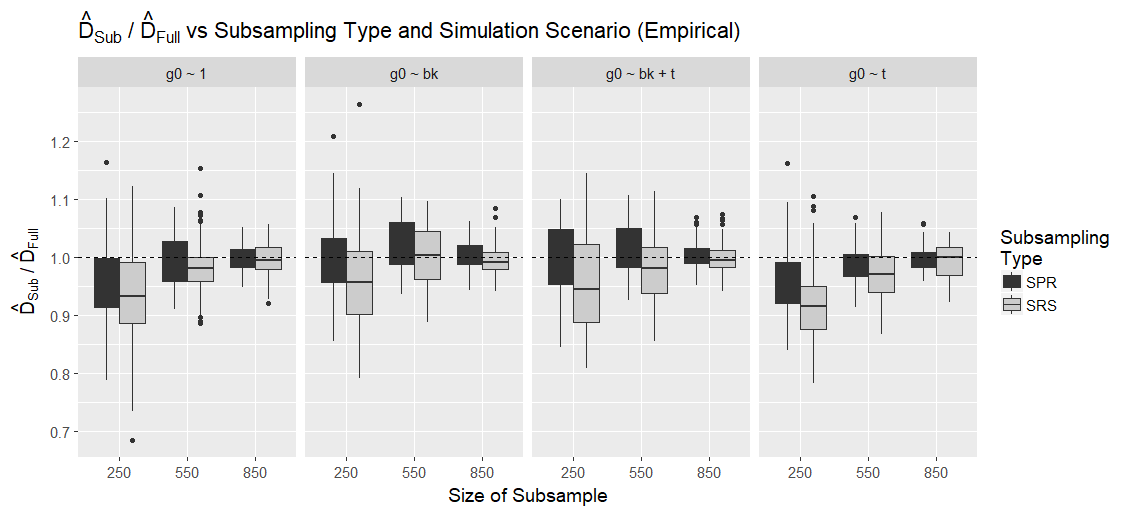 D̂Sub / D̂Full vs Subsampling Type and Simulation Scenario (Empirical)
g0 ~ 1
g0 ~ bk
g0 ~ bk + t
g0 ~ t
D̂Sub / D̂Full
1.2
1.1
1.0
0.9
0.8
0.7
250 550 850
250 550 850
250 550 850
250 550 850
Size of Subsample
Subsampling
Type
SPR
SRS